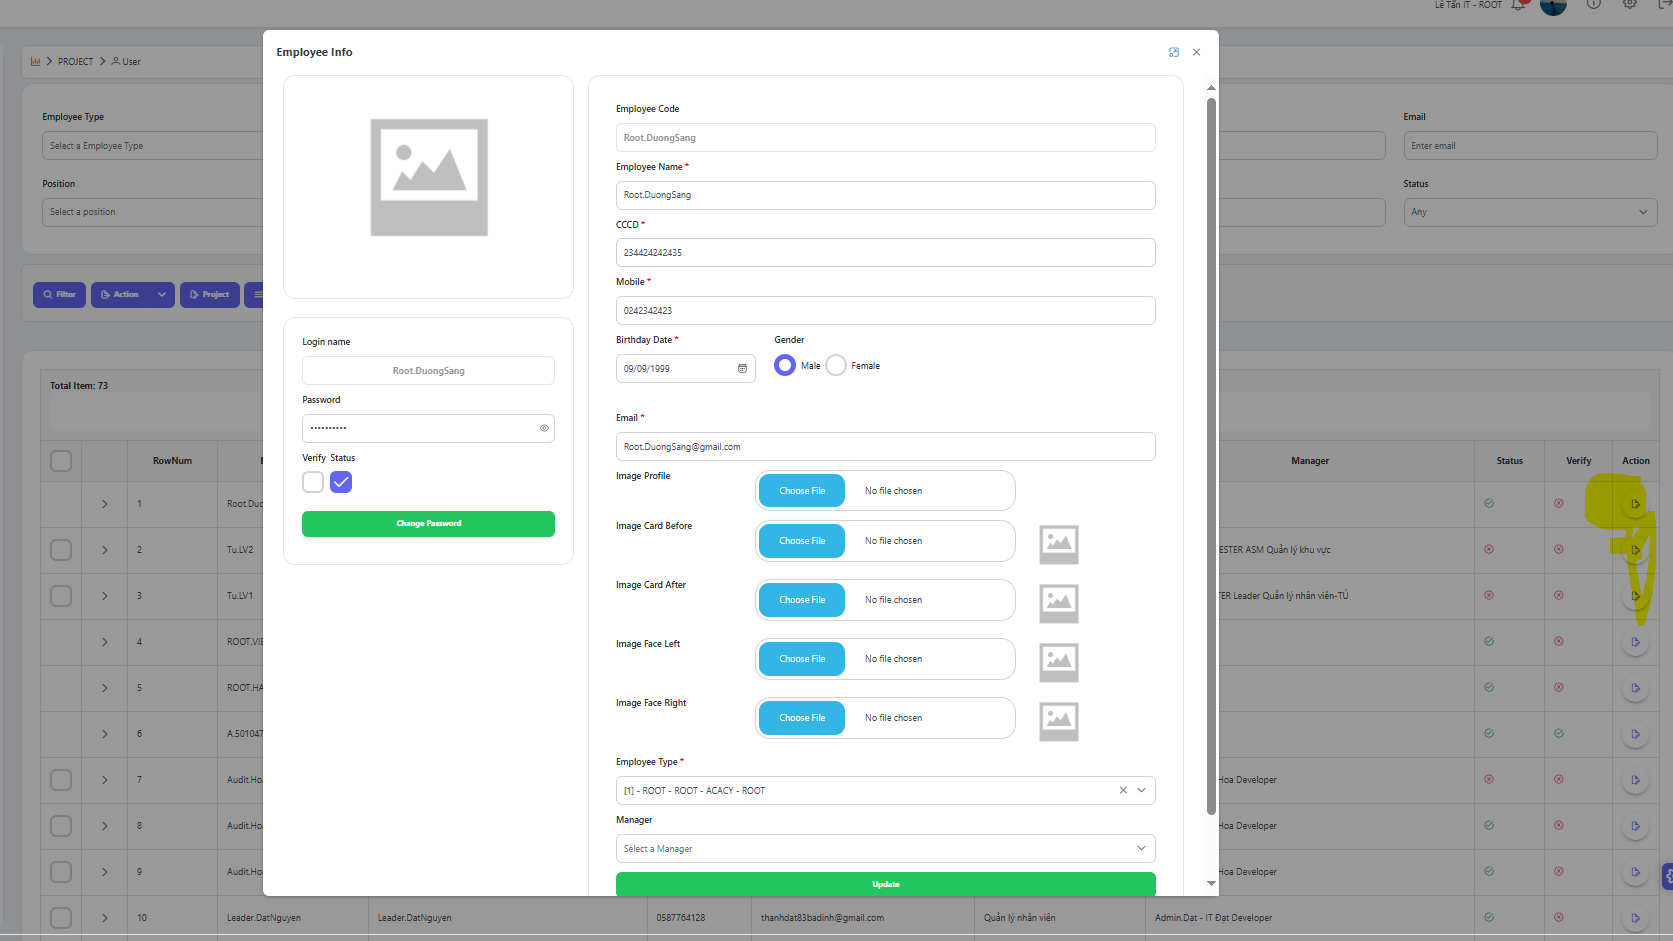 Lê Tấn IT - ROOT
Employee Info
PROJECT
User
Employee Type
Select a Employee Type
Email
Enter email
Position
Select a position
Status
Any
Filter
Action
Project
Login name
Root.DuongSang
Password
••••••••••
Verify Status
Change Password
Employee Code
Root.DuongSang
Employee Name *
Root.DuongSang
CCCD *
234424242435
Mobile *
0242342423
Birthday Date *
Gender
09/09/1999
Male
Female
Email *
Root.DuongSang@gmail.com
Image Profile
Choose File
No file chosen
Image Card Before
Choose File
No file chosen
Image Card After
Choose File
No file chosen
Image Face Left
Choose File
No file chosen
Image Face Right
Choose File
No file chosen
Employee Type *
[1] - ROOT - ROOT - ACACY - ROOT
Manager
Select a Manager
Update
Total Item: 73
RowNum
Manager
Status
Verify
Action
1
2
Tu.LV2
ESTER ASM Quản lý khu vực
3
Tu.LV1
TER Leader Quản lý nhân viên-TÚ
4
ROOT.VIE
5
ROOT.HA
6
A.501047
7
Audit.Ho
Hoa Developer
8
Audit.Ho
Hoa Developer
9
Audit.Ho
Hoa Developer
10
Leader.DatNguyen
Leader.DatNguyen
0587764128
thanhdat83badinh@gmail.com
Quản lý nhân viên
Admin.Dat - IT Đạt Developer